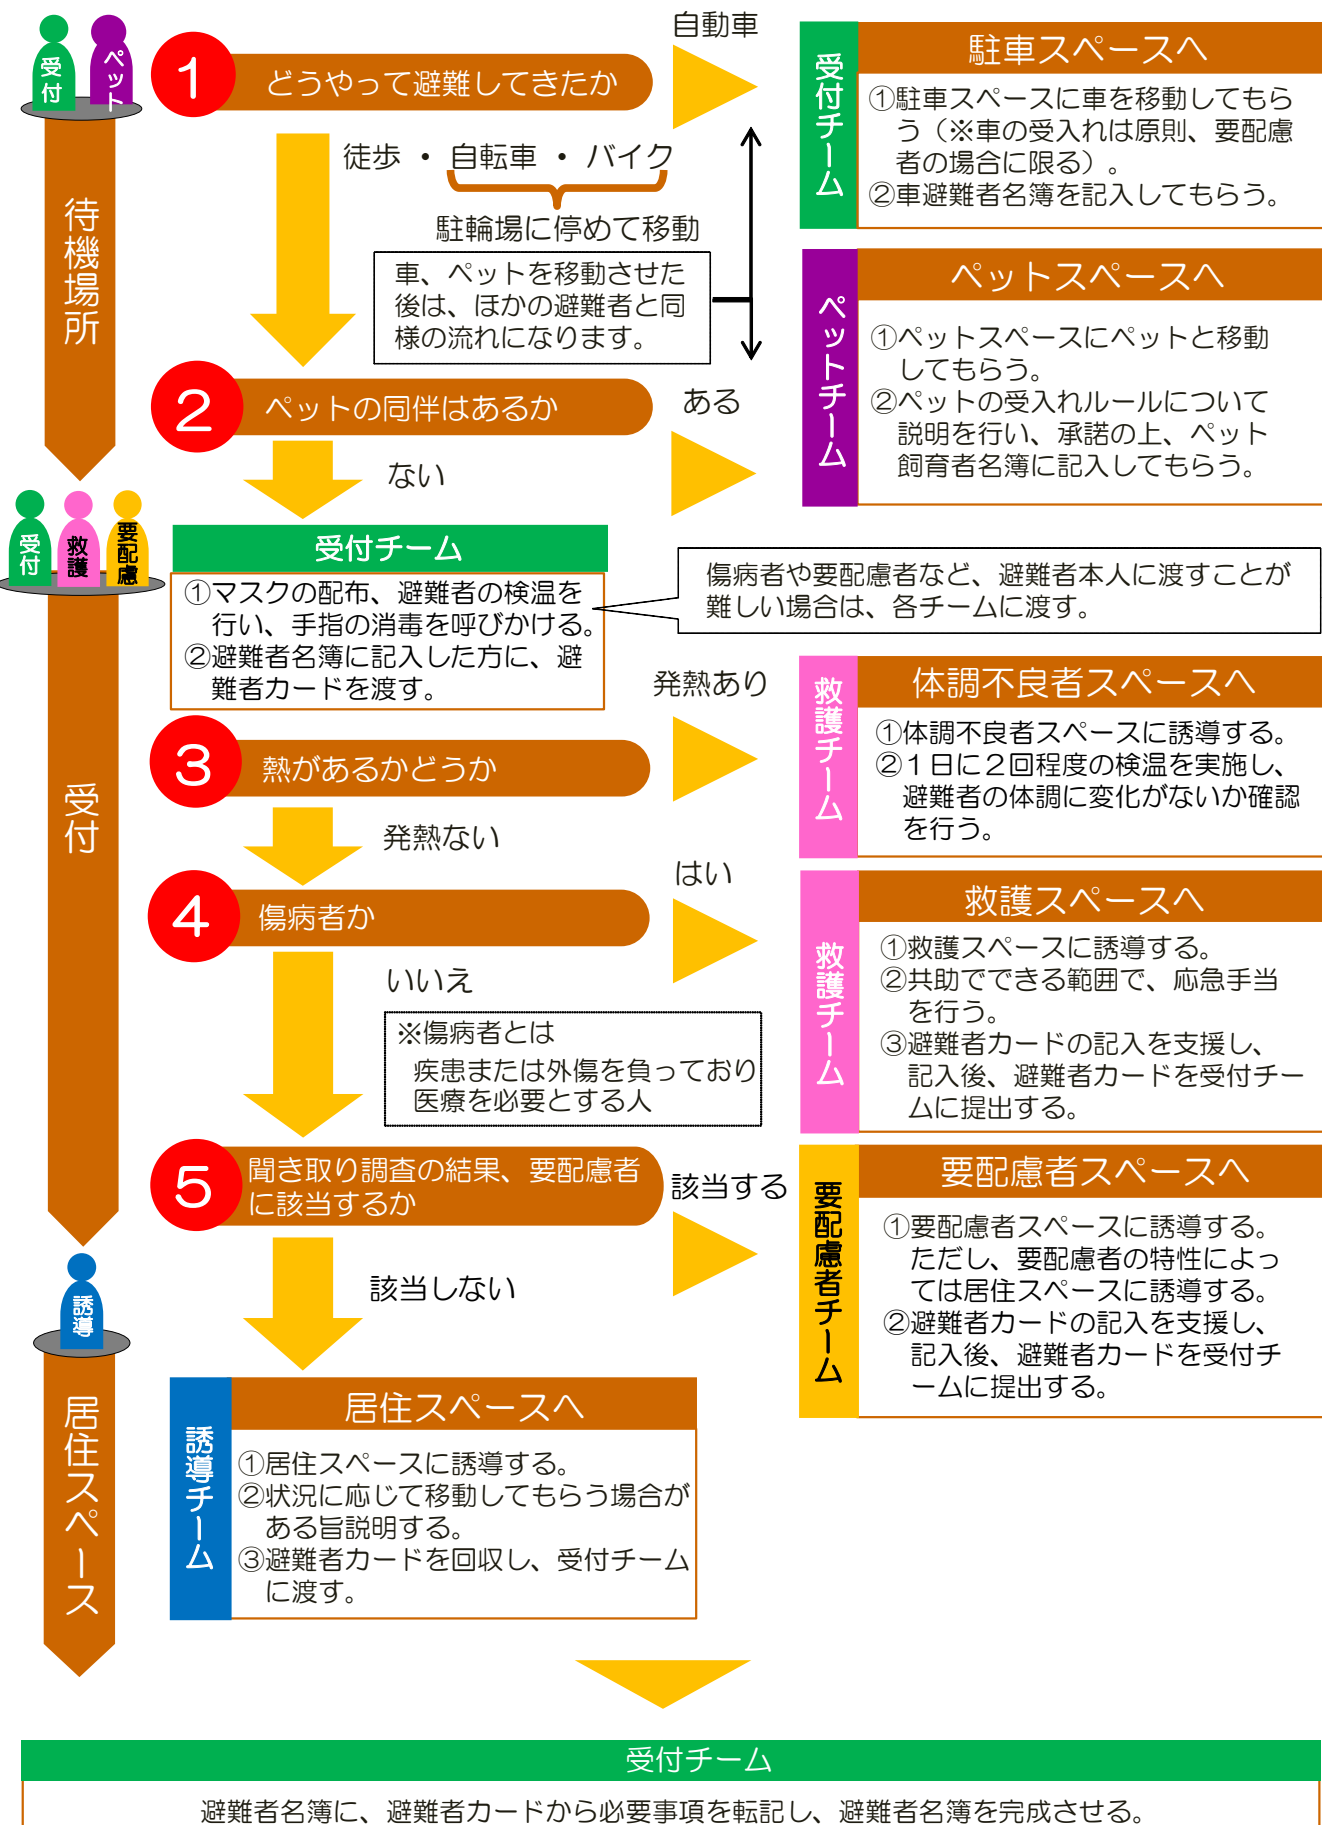 受付
ペット
待機場所
1
どうやって避難してきたか
自動車
徒歩 ・ 自転車 ・ バイク
駐輪場に停めて移動
車、ペットを移動させた
後は、ほかの避難者と同
様の流れになります。
受付チーム
駐車スペースへ
①駐車スペースに車を移動してもら
う（※車の受入れは原則、要配慮
者の場合に限る）。
②車避難者名簿を記入してもらう。
2
ペットの同伴はあるか
ある
ない
ペットチーム
ペットスペースへ
①ペットスペースにペットと移動
してもらう。
②ペットの受入れルールについて
説明を行い、承諾の上、ペット
飼育者名簿に記入してもらう。
受付
救護
要配慮
受付
受付チーム
①マスクの配布、避難者の検温を
行い、手指の消毒を呼びかける。
②避難者名簿に記入した方に、避
難者カードを渡す。
傷病者や要配慮者など、避難者本人に渡すことが
難しい場合は、各チームに渡す。
3
熱があるかどうか
発熱あり
発熱ない
救護チーム
体調不良者スペースへ
①体調不良者スペースに誘導する。
②１日に２回程度の検温を実施し、
避難者の体調に変化がないか確認
を行う。
4
傷病者か
はい
いいえ
※傷病者とは
疾患または外傷を負っており
医療を必要とする人
救護チーム
救護スペースへ
①救護スペースに誘導する。
②共助でできる範囲で、応急手当
を行う。
③避難者カードの記入を支援し、
記入後、避難者カードを受付チー
ムに提出する。
5
聞き取り調査の結果、要配慮者
に該当するか
該当する
該当しない
要配慮者チーム
要配慮者スペースへ
①要配慮者スペースに誘導する。
ただし、要配慮者の特性によっ
ては居住スペースに誘導する。
②避難者カードの記入を支援し、
記入後、避難者カードを受付チ
ームに提出する。
誘導
居住スペース
誘導チーム
居住スペースへ
①居住スペースに誘導する。
②状況に応じて移動してもらう場合が
ある旨説明する。
③避難者カードを回収し、受付チーム
に渡す。
受付チーム
避難者名簿に、避難者カードから必要事項を転記し、避難者名簿を完成させる。